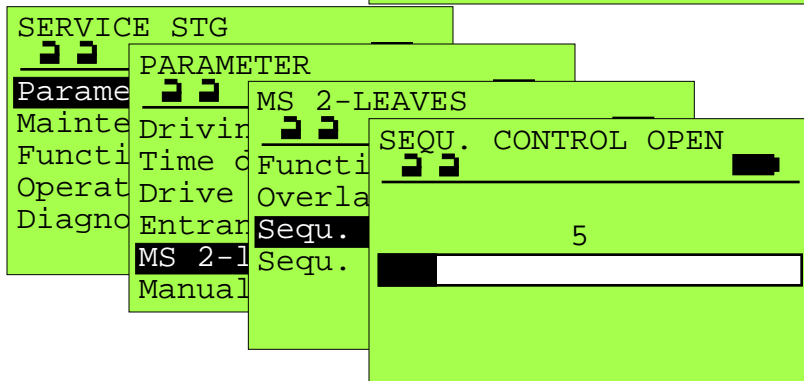 SERVICE STG
Parame
Mainte
Functi
Operat
Diagno
PARAMETER
Drivin
Time d
Drive
Entran
MS 2-l
Manual
MS 2-LEAVES
Functi
Overla
Sequ.
Sequ.
SEQU. CONTROL OPEN
5